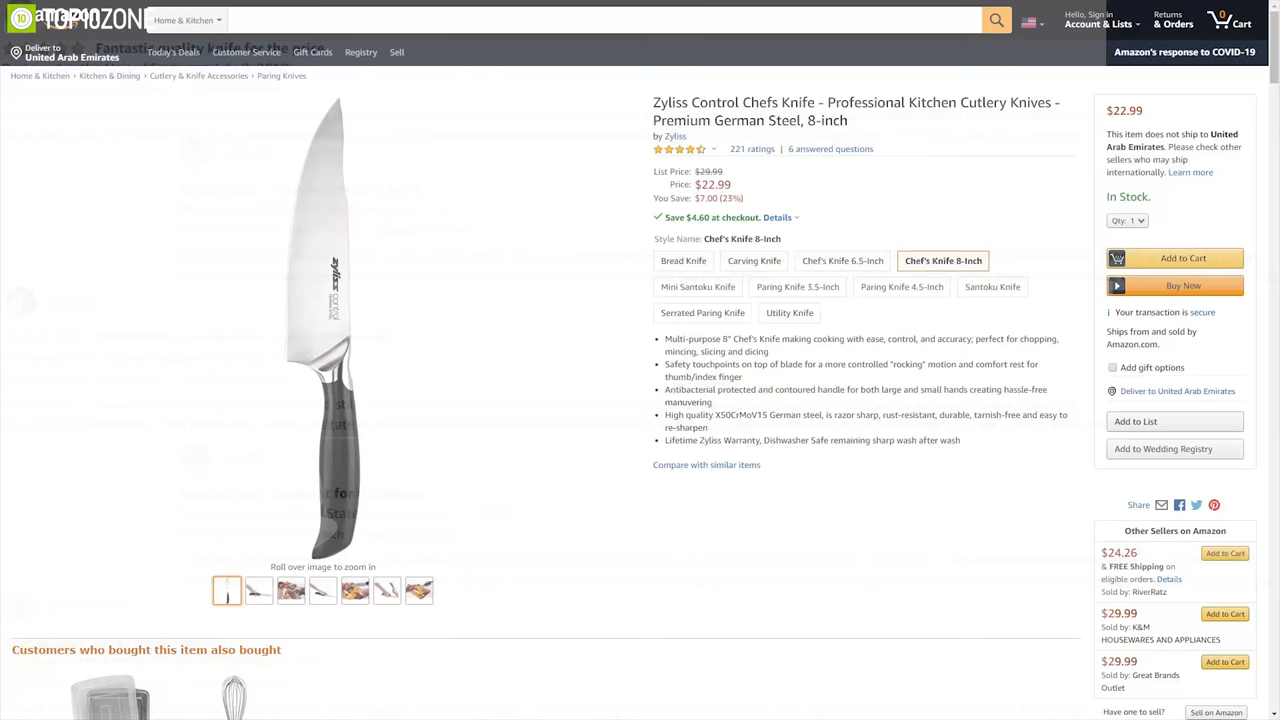 TOP10ZONE
Home & Kitchen
Hello, Sign in
Account & Lists
Returns
& Orders
0
Cart
Deliver to
United Arab Emirates
Fantastic quality knife for the price
Today's Deals
Customer Service
Gift Cards
Registry
Sell
Amazon's response to COVID-19
Home & Kitchen › Kitchen & Dining › Cutlery & Knife Accessories › Paring Knives
zyliss control
Roll over image to zoom in
Zyliss Control Chefs Knife - Professional Kitchen Cutlery Knives -
Premium German Steel, 8-inch
by Zyliss
221 ratings | 6 answered questions
List Price: $29.99
Price: $22.99
You Save: $7.00 (23%)
Save $4.60 at checkout. Details
Style Name: Chef's Knife 8-Inch
Bread Knife
Carving Knife
Chef's Knife 6.5-Inch
Chef's Knife 8-Inch
Mini Santoku Knife
Paring Knife 3.5-Inch
Paring Knife 4.5-Inch
Santoku Knife
Serrated Paring Knife
Utility Knife
• Multi-purpose 8" Chef's Knife making cooking with ease, control, and accuracy; perfect for chopping,
mincing, slicing and dicing
• Safety touchpoints on top of blade for a more controlled "rocking" motion and comfort rest for
thumb/index finger
• Antibacterial protected and contoured handle for both large and small hands creating hassle-free
manuvering
• High quality X50CrMoV15 German steel, is razor sharp, rust-resistant, durable, tarnish-free and easy to
re-sharpen
• Lifetime Zyliss Warranty, Dishwasher Safe remaining sharp wash after wash
Compare with similar items
$22.99
This item does not ship to United
Arab Emirates. Please check other
sellers who may ship
internationally. Learn more
In Stock.
Qty: 1
Add to Cart
Buy Now
Your transaction is secure
Ships from and sold by
Amazon.com.
Add gift options
Deliver to United Arab Emirates
Add to List
Add to Wedding Registry
Share
Other Sellers on Amazon
$24.26
Add to Cart
& FREE Shipping on
eligible orders. Details
Sold by: RiverRatz
$29.99
Add to Cart
Sold by: K&M
HOUSEWARES AND APPLIANCES
$29.99
Add to Cart
Sold by: Great Brands
Outlet
Have one to sell?
Sell on Amazon
Customers who bought this item also bought